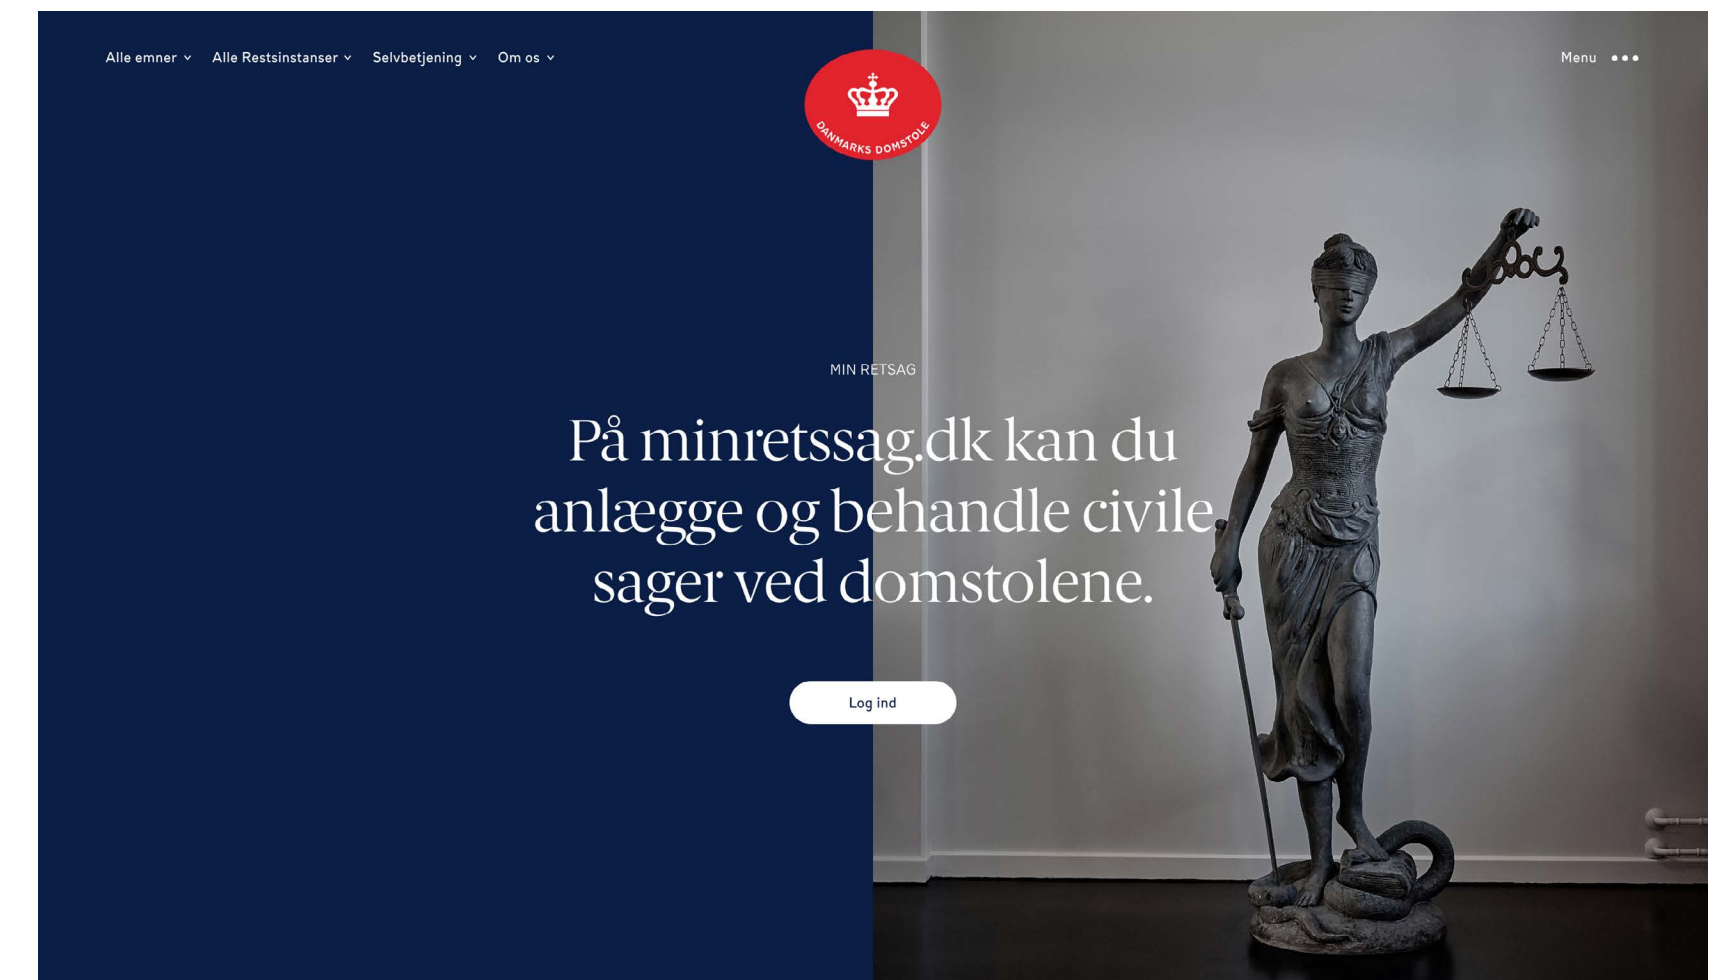 Alle emner
Alle Restsinstanser
Selvbetjening
Om os
DANMARKS DOMSTOLE
Menu
MIN RETSAG
På minretssag.dk kan du
anlægge og behandle civile
sager ved domstolene.
Log ind